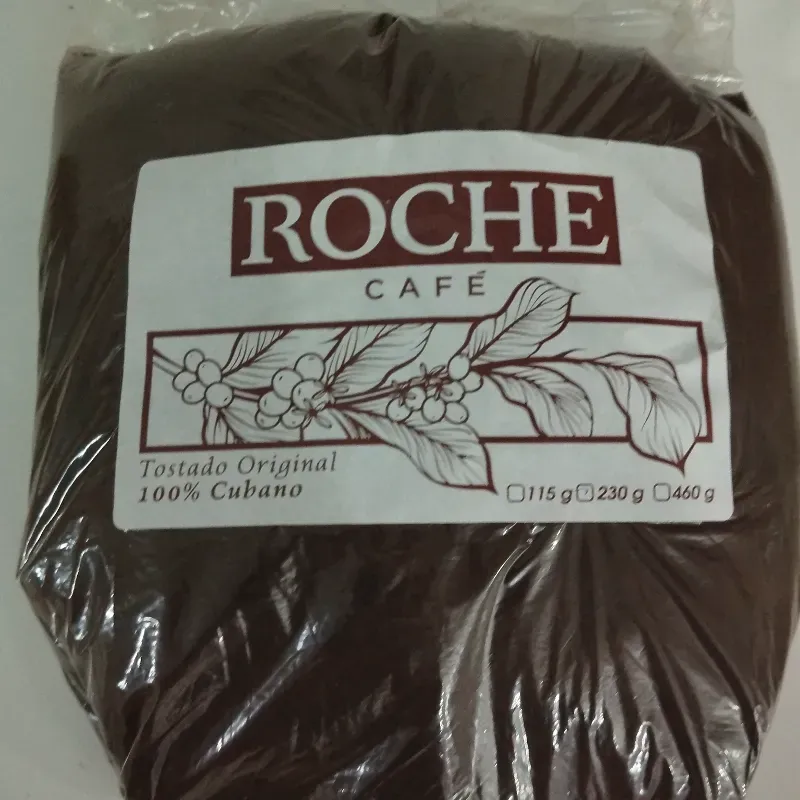 ROCHE
CAFÉ
Tostado Original
100% Cubano
115 g 230 g 460 g